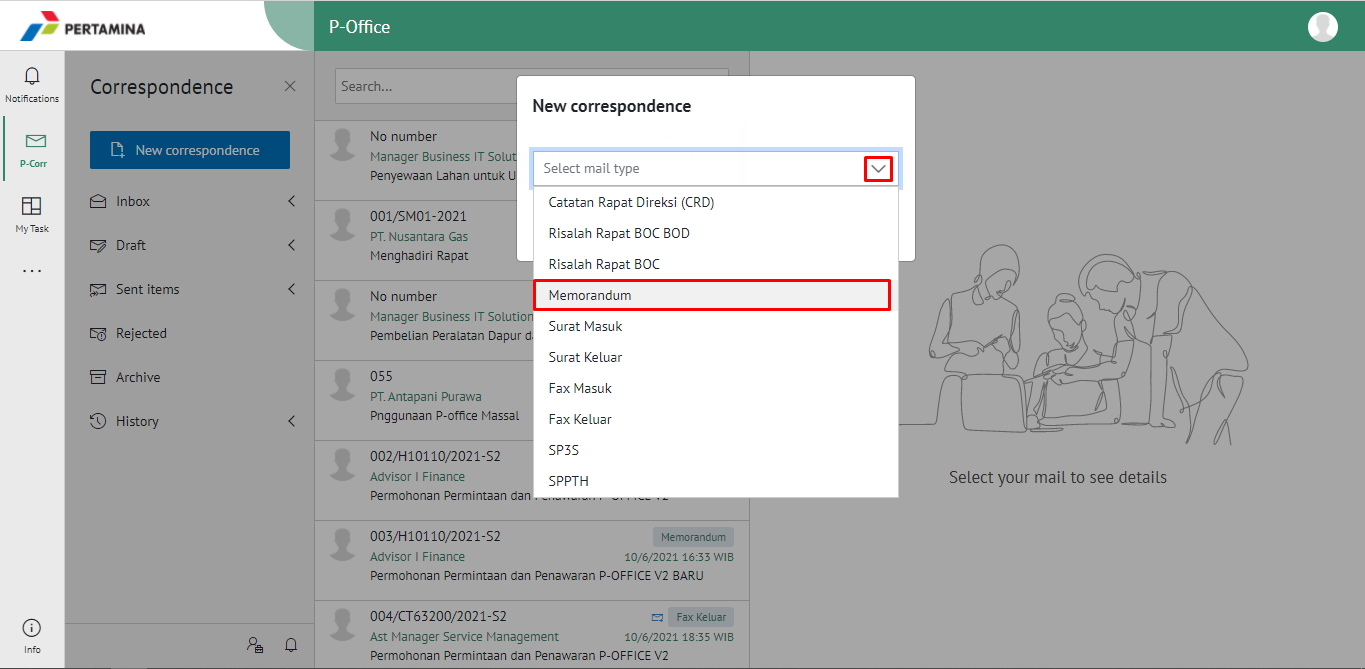 PERTAMINA
P-Office
Notifications
P-Corr
My Task
Info
Correspondence
New correspondence
Inbox
Draft
Sent items
Rejected
Archive
History
Search...
No number
Manager Business IT Solut
Penyewaan Lahan untuk U
001/SM01-2021
PT. Nusantara Gas
Menghadiri Rapat
No number
Manager Business IT Solution
Pembelian Peralatan Dapur d
055
PT. Antapani Purawa
Pnggunaan P-office Massal
002/H10110/2021-S2
Advisor I Finance
Permohonan Permintaan dan Penawaran P-OFFICE V2
003/H10110/2021-S2 Memorandum
Advisor I Finance 10/6/2021 16:33 WIB
Permohonan Permintaan dan Penawaran P-OFFICE V2 BARU
004/CT63200/2021-S2 Fax Keluar
Ast Manager Service Management 10/6/2021 18:35 WIB
Permohonan Permintaan dan Penawaran P-OFFICE V2
New correspondence
Select mail type
Catatan Rapat Direksi (CRD)
Risalah Rapat BOC BOD
Risalah Rapat BOC
Memorandum
Surat Masuk
Surat Keluar
Fax Masuk
Fax Keluar
SP3S
SPPTH
Select your mail to see details